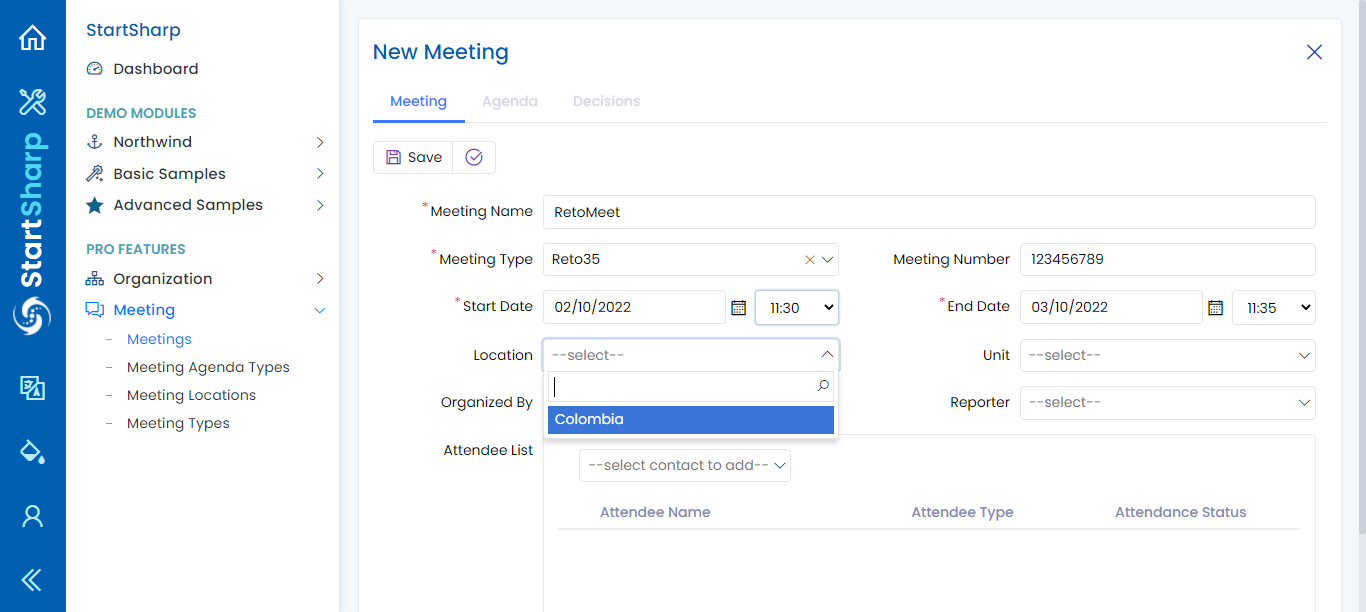 StartSharp
StartSharp
Dashboard
DEMO MODULES
Northwind
Basic Samples
Advanced Samples
PRO FEATURES
Organization
Meeting
Meetings
Meeting Agenda Types
Meeting Locations
Meeting Types
New Meeting
Meeting Agenda Decisions
Save
*Meeting Name RetoMeet
*Meeting Type Reto35 Meeting Number 123456789
*Start Date 02/10/2022 11:30 *End Date 03/10/2022 11:35
Location --select-- Unit --select--
Organized By Reporter --select--
Colombia
Attendee List
--select contact to add--
Attendee Name Attendee Type Attendance Status